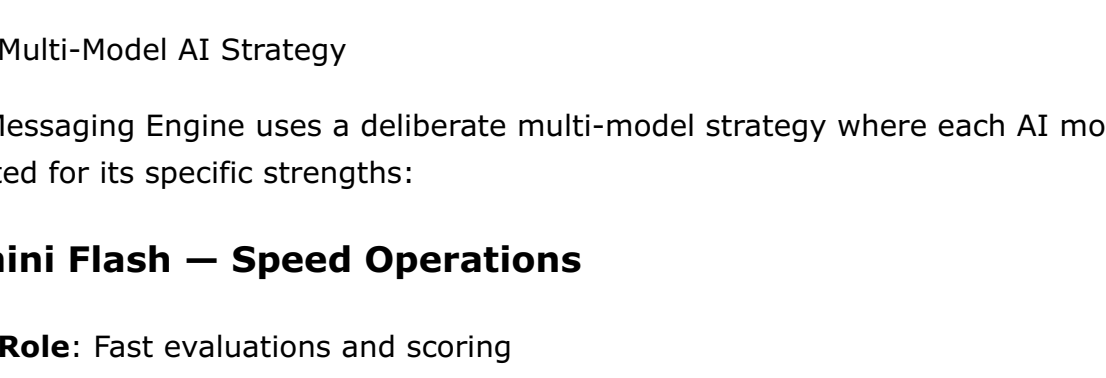 Multi-Model AI Strategy
Messaging Engine uses a deliberate multi-model strategy where each AI mo
ted for its specific strengths:
ini Flash — Speed Operations
Role: Fast evaluations and scoring